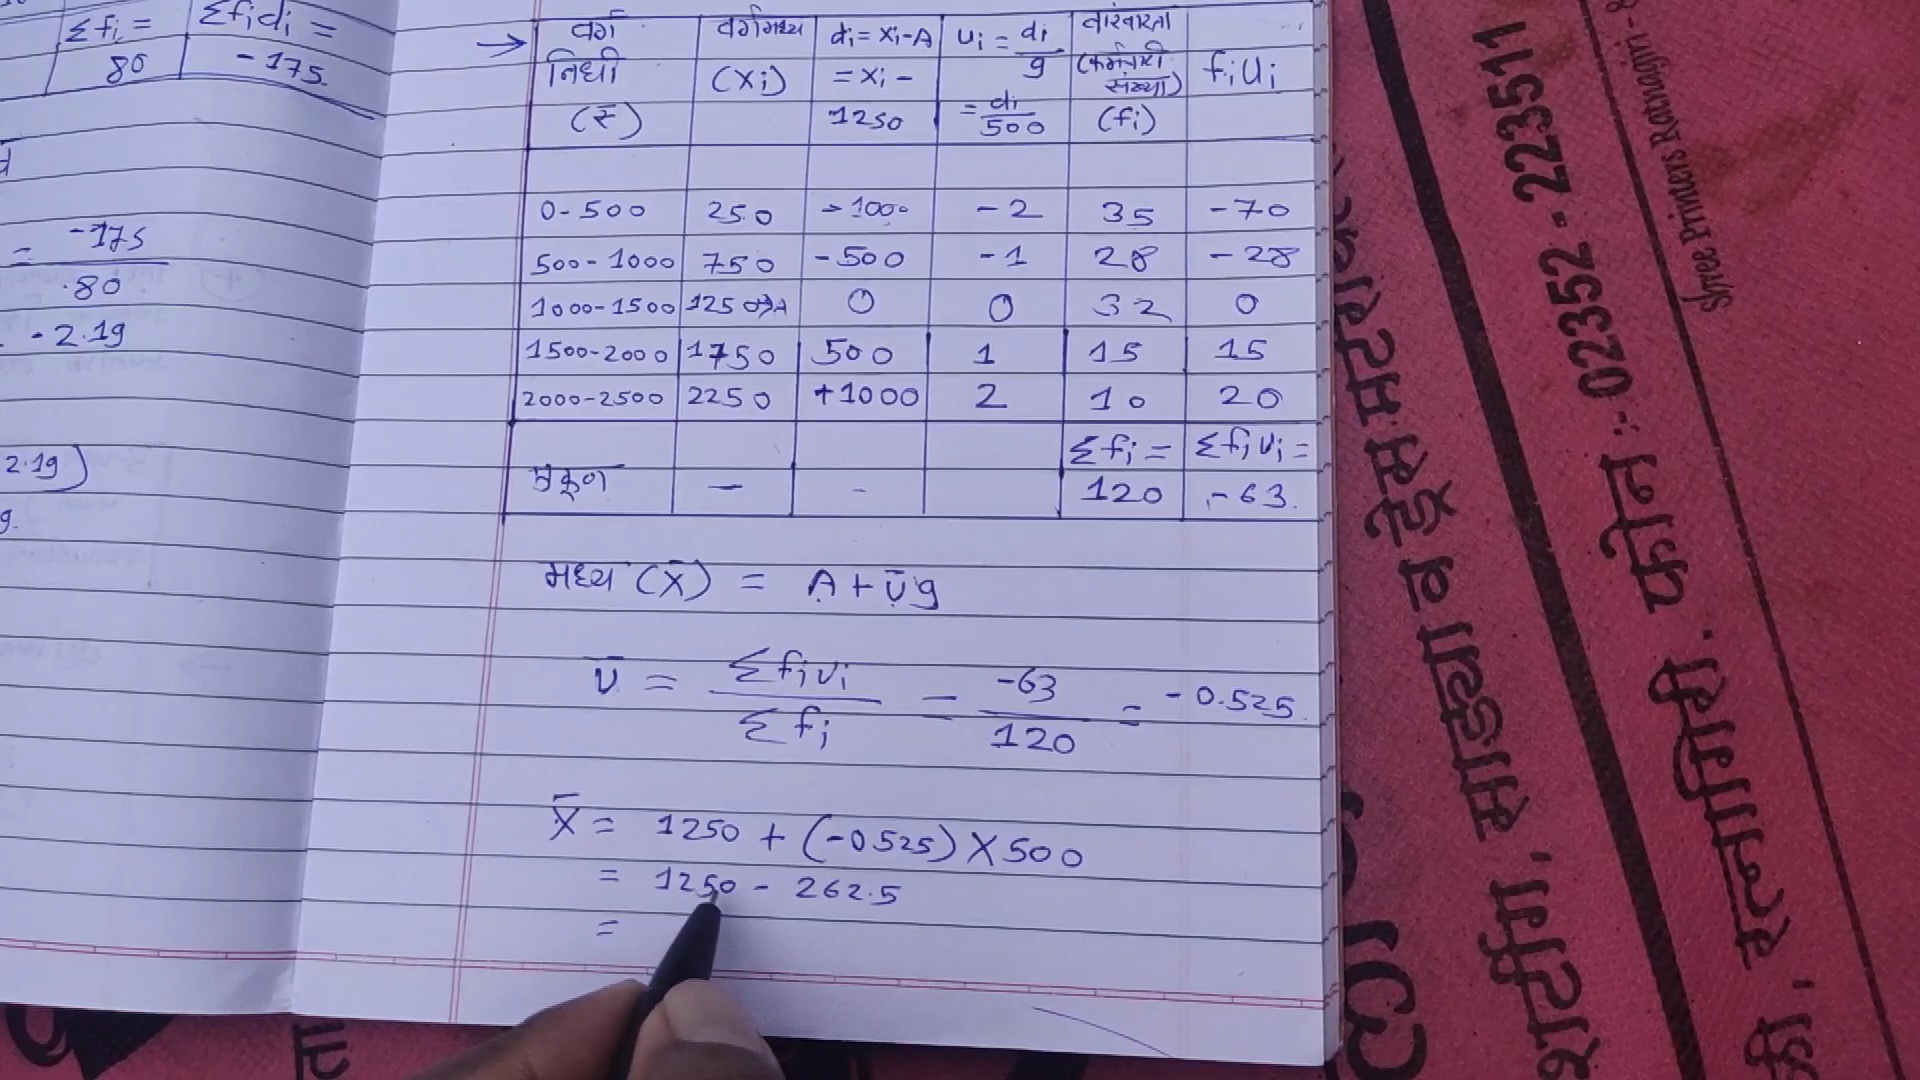 Σfi = Σfidi =
80 -175
= -175
80
- 2.19
2.19)
9.
→ वर्ग वर्गमध्य di = xi-A ui = di वारंवारता
निधी (xi) = xi - g (कर्मचारी संख्या) fiui
(₹) 1250 = di/500 (fi)
0-500 250 -1000 -2 35 -70
500-1000 750 -500 -1 28 -28
1000-1500 1250→A 0 0 32 0
1500-2000 1750 500 1 15 15
2000-2500 2250 +1000 2 10 20
Σfi = Σfiui =
एकूण - - 120 -63.
मध्य (X̄) = A + ūg
ū = Σfiui / Σfi = -63 / 120 = -0.525
X̄ = 1250 + (-0.525) X 500
= 1250 - 262.5
=
फोन : 02352 - 223511
Shree Printers Ratnagiri - 8